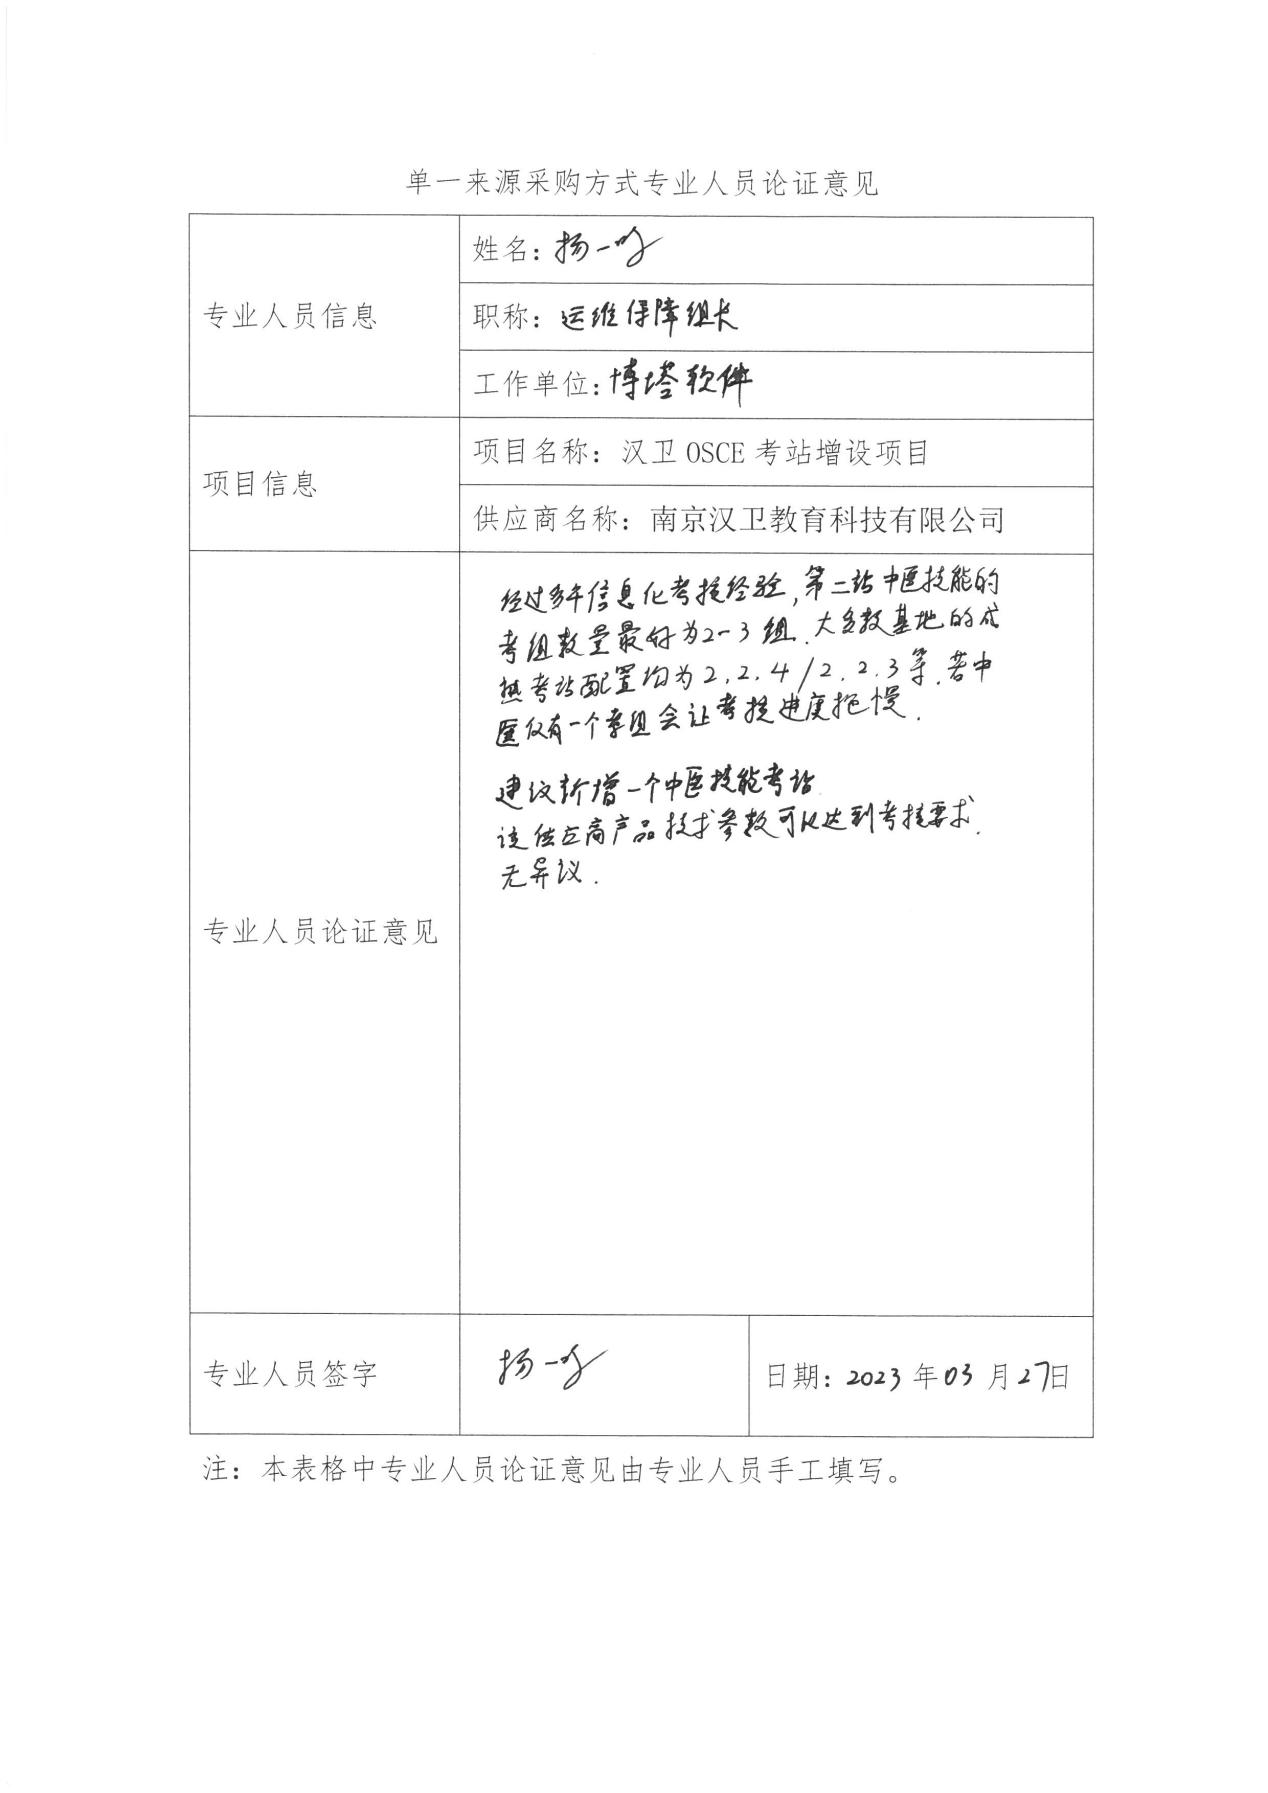 单一来源采购方式专业人员论证意见
专业人员信息
姓名：扬一
职称：运维保障组长
工作单位：博塔软件
项目信息
项目名称：汉卫OSCE考站增设项目
供应商名称：南京汉卫教育科技有限公司
专业人员论证意见
经过多年信息化考核经验，第二站中医技能的
考组数量最好为2-3组．大多数基地的成
熟考站配置均为2，2，4/2，2，3等．若中
医仅有一个考组会让考核进度拖慢．
建议新增一个中医技能考站
该供应商产品技术参数可以达到考核要求．
无异议．
专业人员签字
扬一
日期：2023年03月27日
注：本表格中专业人员论证意见由专业人员手工填写。